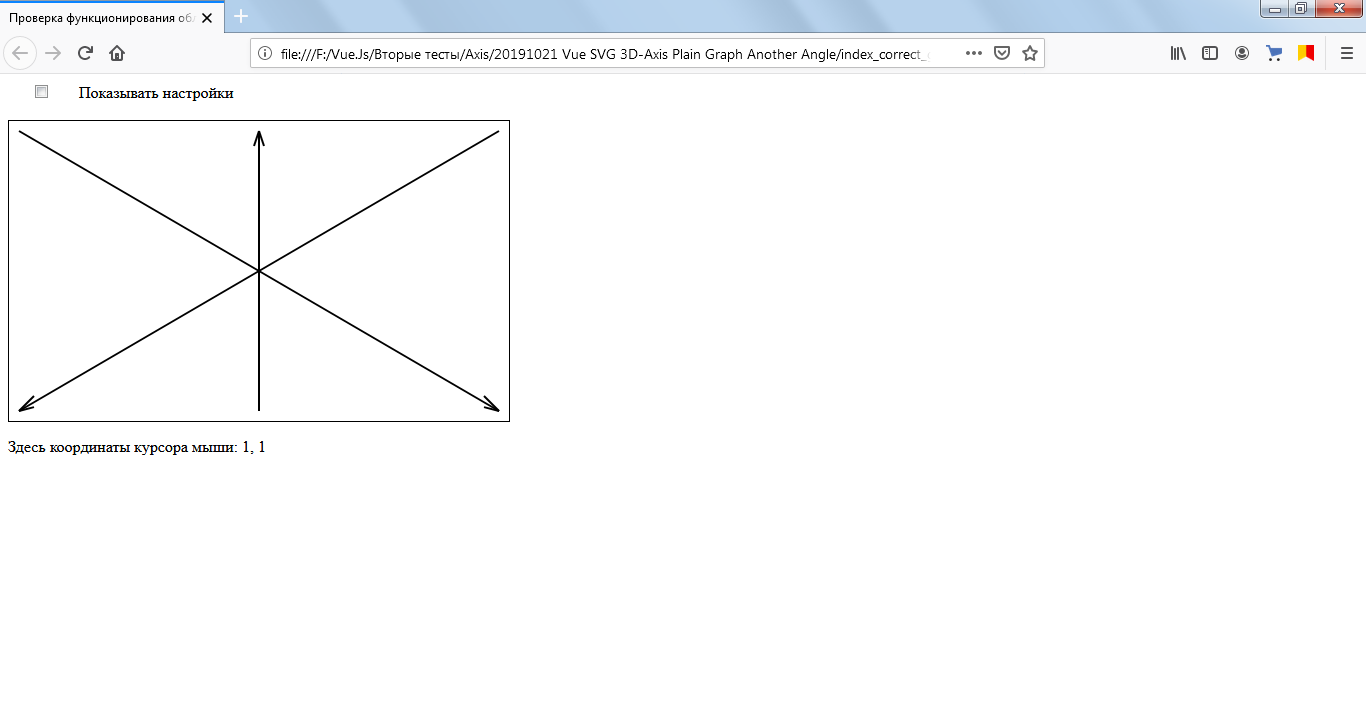 Проверка функционирования обл
file:///F:/Vue.Js/Вторые тесты/Axis/20191021 Vue SVG 3D-Axis Plain Graph Another Angle/index_correct_
Показывать настройки
Здесь координаты курсора мыши: 1, 1